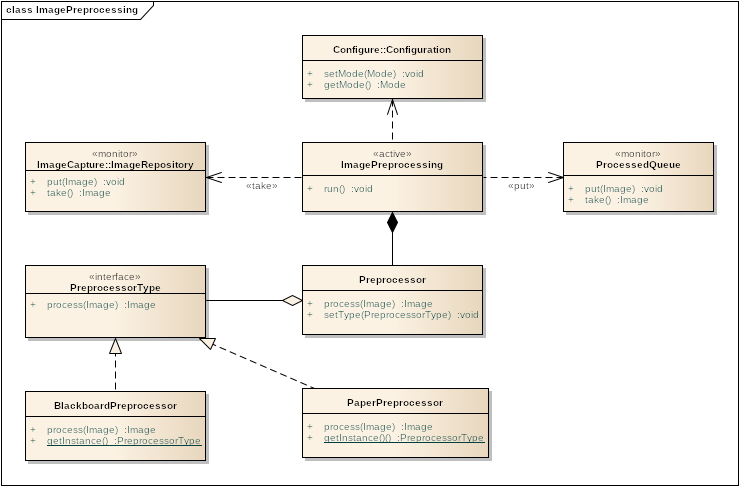 class ImagePreprocessing
Configure::Configuration
+ setMode(Mode) :void
+ getMode() :Mode
«monitor»
ImageCapture::ImageRepository
+ put(Image) :void
+ take() :Image
«active»
ImagePreprocessing
+ run() :void
«monitor»
ProcessedQueue
+ put(Image) :void
+ take() :Image
«take»
«put»
«interface»
PreprocessorType
+ process(Image) :Image
Preprocessor
+ process(Image) :Image
+ setType(PreprocessorType) :void
BlackboardPreprocessor
+ process(Image) :Image
+ getInstance() :PreprocessorType
PaperPreprocessor
+ process(Image) :Image
+ getInstance()() :PreprocessorType